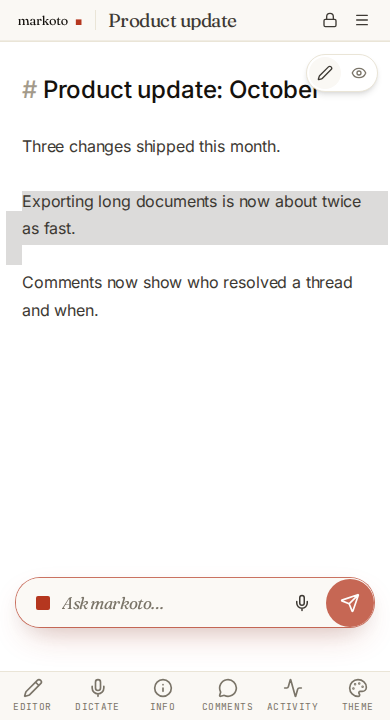 markoto
Product update
# Product update: October
Three changes shipped this month.
Exporting long documents is now about twice
as fast.
Comments now show who resolved a thread
and when.
Ask markoto...
EDITOR
DICTATE
INFO
COMMENTS
ACTIVITY
THEME